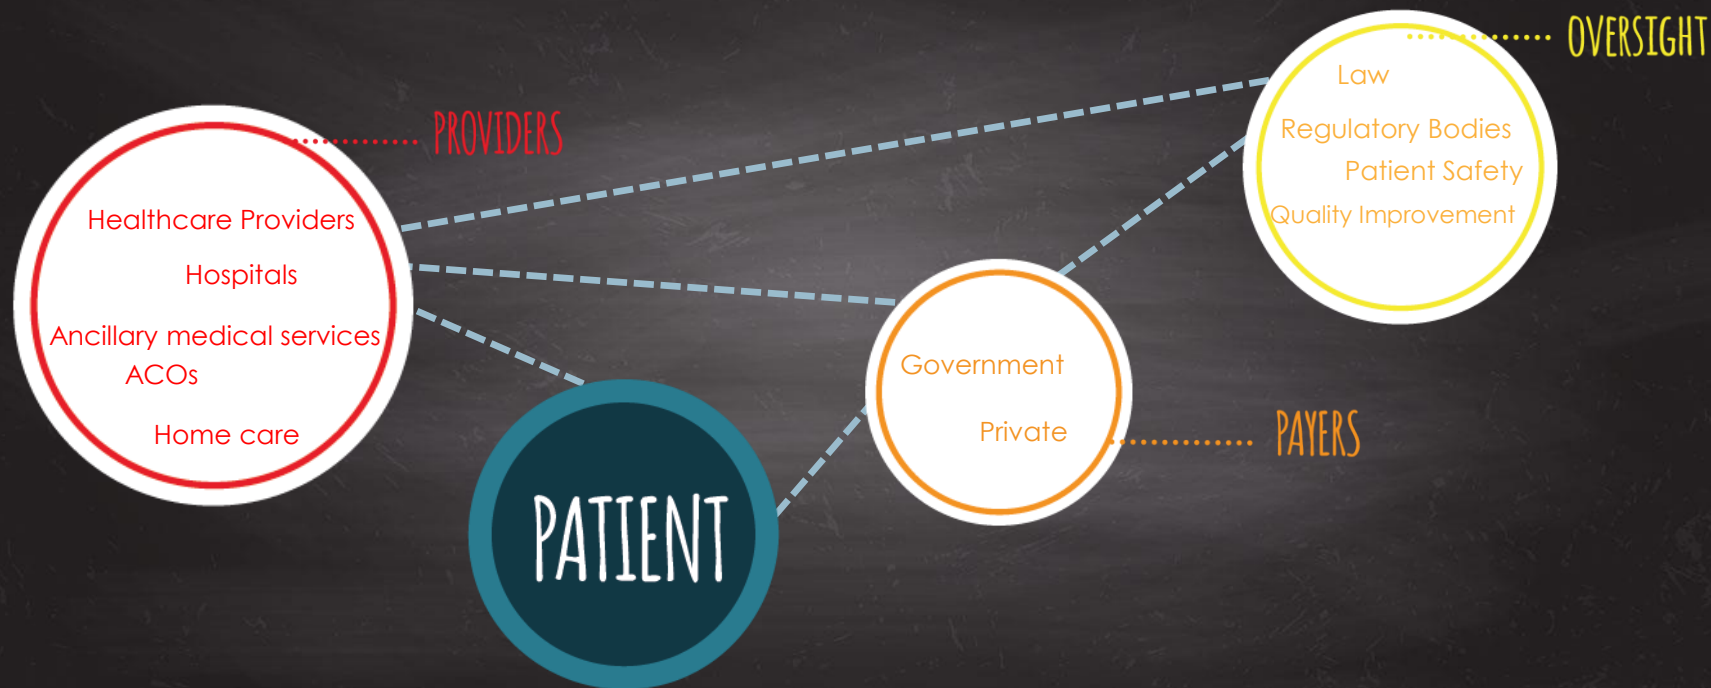 OVERSIGHT
Law
Regulatory Bodies
Patient Safety
Quality Improvement
PROVIDERS
Healthcare Providers
Hospitals
Ancillary medical services
ACOs
Home care
Government
Private
PAYERS
PATIENT